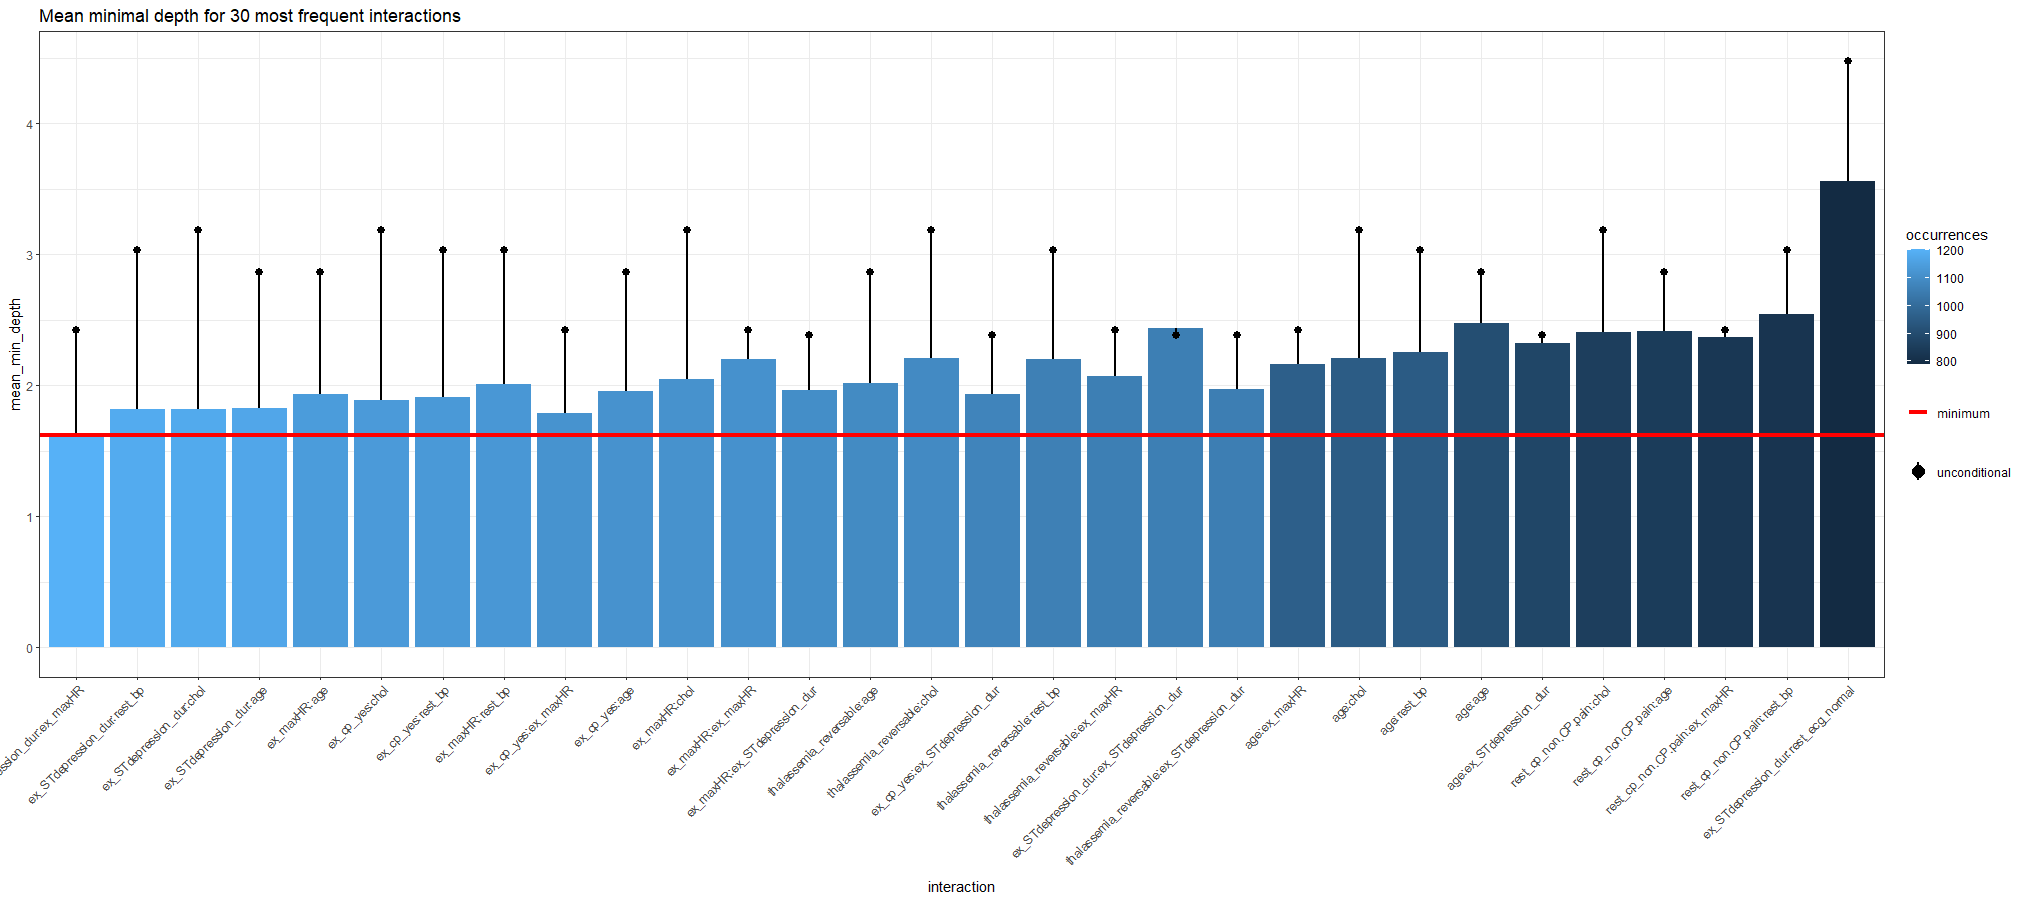 Mean minimal depth for 30 most frequent interactions
mean_min_depth
4
3
2
1
0
ssion_dur:ex_maxHR
ex_STdepression_dur:rest_bp
ex_STdepression_dur:chol
ex_STdepression_dur:age
ex_maxHR:age
ex_cp_yes:chol
ex_cp_yes:rest_bp
ex_maxHR:rest_bp
ex_cp_yes:ex_maxHR
ex_cp_yes:age
ex_maxHR:chol
ex_maxHR:ex_maxHR
ex_maxHR:ex_STdepression_dur
thalassemia_reversable:age
thalassemia_reversable:chol
ex_cp_yes:ex_STdepression_dur
thalassemia_reversable:rest_bp
thalassemia_reversable:ex_maxHR
ex_STdepression_dur:ex_STdepression_dur
thalassemia_reversable:ex_STdepression_dur
age:ex_maxHR
age:chol
age:rest_bp
age:age
age:ex_STdepression_dur
rest_cp_non.CP.pain:chol
rest_cp_non.CP.pain:age
rest_cp_non.CP.pain:ex_maxHR
rest_cp_non.CP.pain:rest_bp
ex_STdepression_dur:rest_ecg_normal
interaction
occurrences
1200
1100
1000
900
800
minimum
unconditional